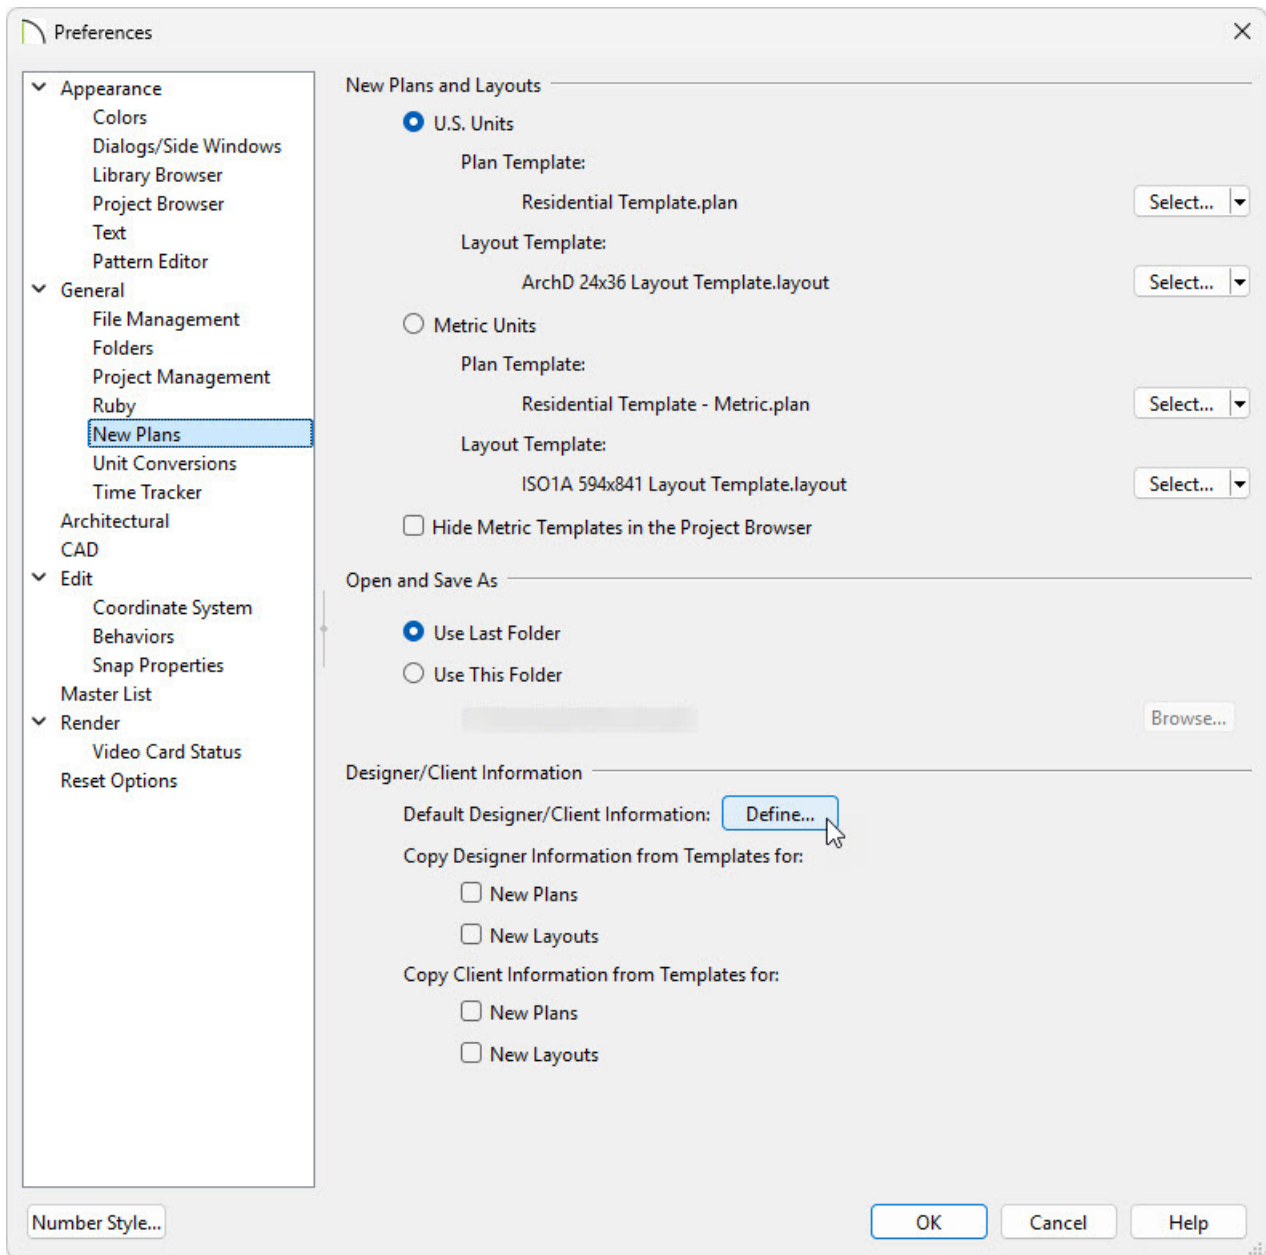 Preferences
Appearance
Colors
Dialogs/Side Windows
Library Browser
Project Browser
Text
Pattern Editor
General
File Management
Folders
Project Management
Ruby
New Plans
Unit Conversions
Time Tracker
Architectural
CAD
Edit
Coordinate System
Behaviors
Snap Properties
Master List
Render
Video Card Status
Reset Options
New Plans and Layouts
U.S. Units
Plan Template:
Residential Template.plan Select...
Layout Template:
ArchD 24x36 Layout Template.layout Select...
Metric Units
Plan Template:
Residential Template - Metric.plan Select...
Layout Template:
ISO1A 594x841 Layout Template.layout Select...
Hide Metric Templates in the Project Browser
Open and Save As
Use Last Folder
Use This Folder
Browse...
Designer/Client Information
Default Designer/Client Information: Define...
Copy Designer Information from Templates for:
New Plans
New Layouts
Copy Client Information from Templates for:
New Plans
New Layouts
Number Style... OK Cancel Help